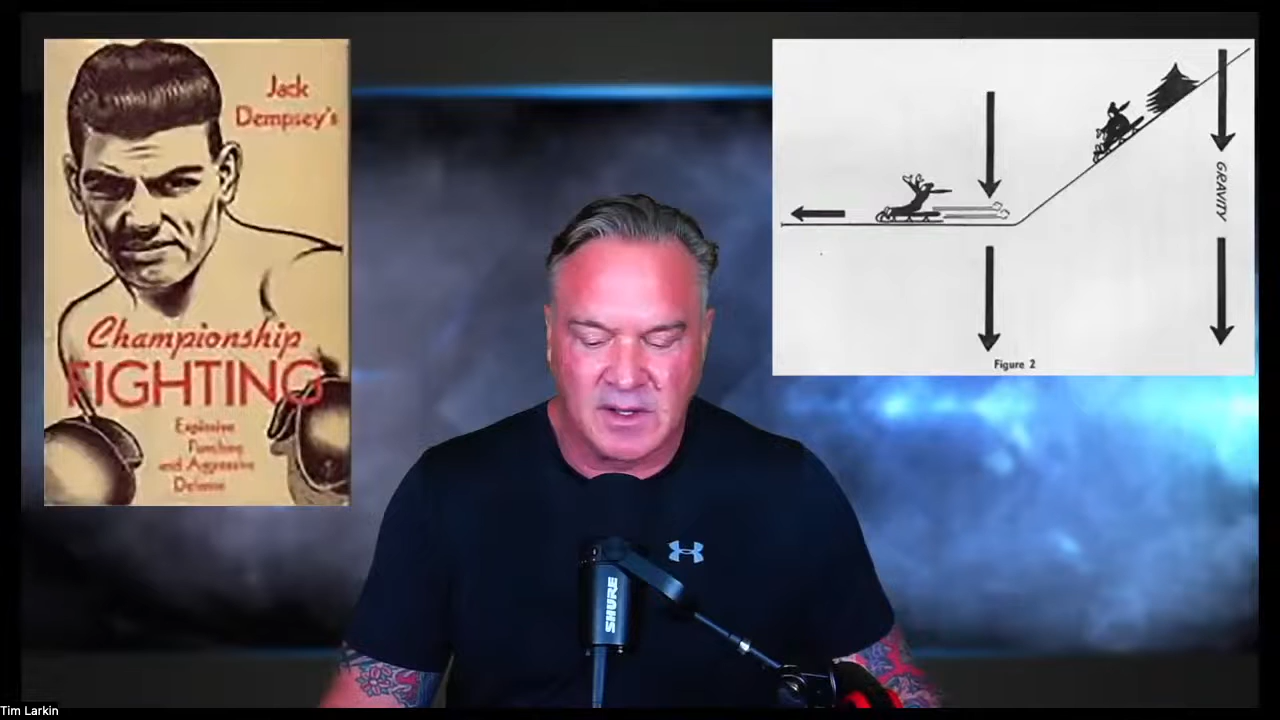 Jack
Dempsey's
Championship
FIGHTING
Explosive
Punching
and Aggressive
Defense
GRAVITY
Figure 2
SHURE
Tim Larkin